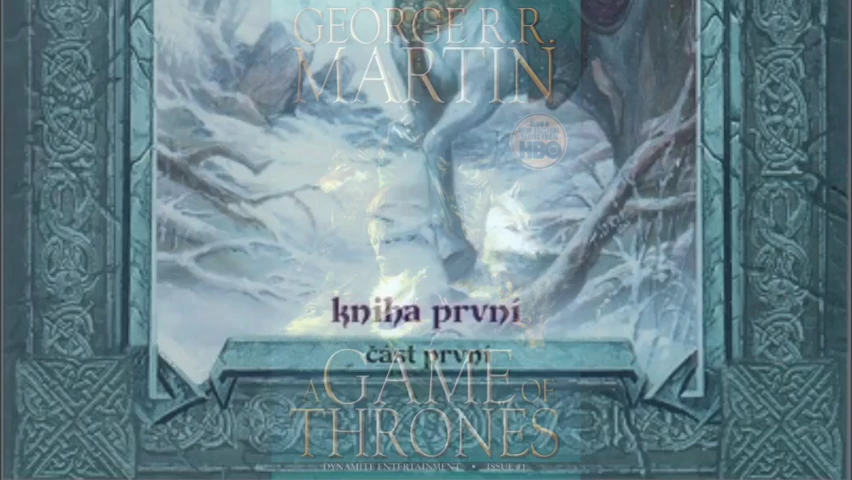 GEORGE R.R.
MARTIN
HBO
kniha první
část první
A GAME OF
THRONES
DYNAMITE ENTERTAINMENT • ISSUE #1